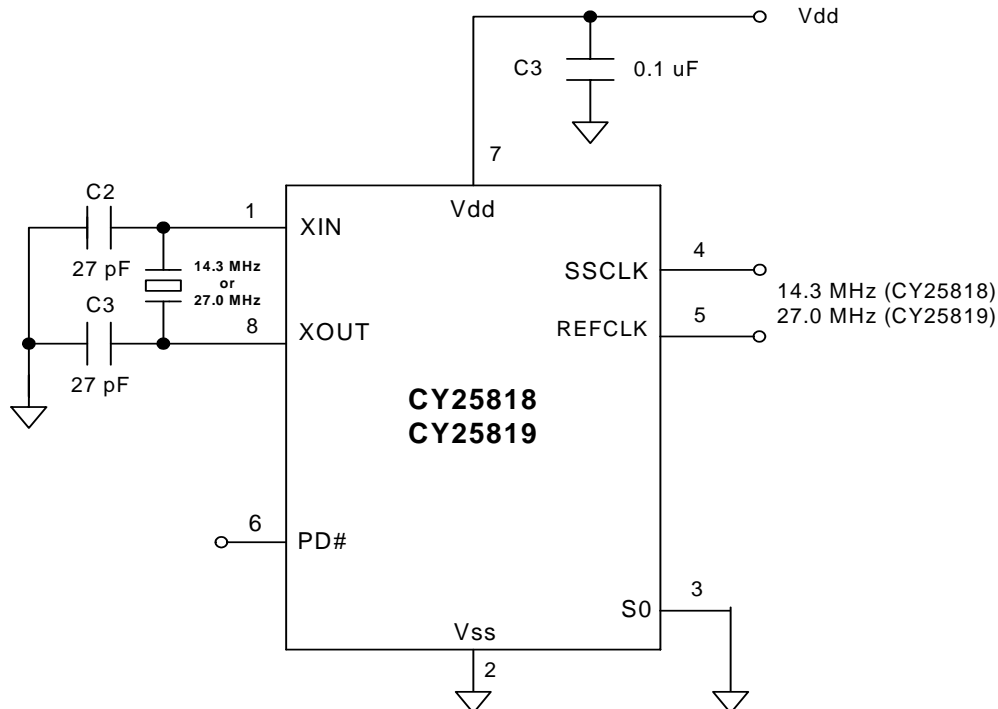 Vdd
C3
0.1 uF
7
Vdd
C2
27 pF
1
XIN
14.3 MHz
or
27.0 MHz
C3
27 pF
8
XOUT
SSCLK
4
REFCLK
5
14.3 MHz (CY25818)
27.0 MHz (CY25819)
CY25818
CY25819
6
PD#
S0
3
Vss
2